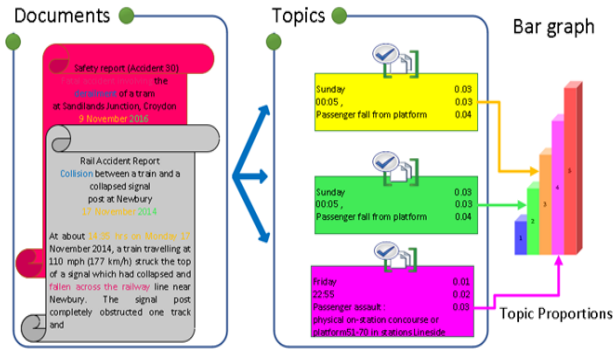 Documents
Topics
Bar graph
Safety report (Accident 30)
the
of a tram
at Sandilands Junction, Croydon
9 November 2016
Rail Accident Report
Collision between a train and a
collapsed signal
post at Newbury
17 November 2014
At about hrs on Monday 17
November 2014, a train travelling at
110 mph (177 km/h) struck the top
of a signal which had collapsed and
fallen across the railway line near
Newbury. The signal post
completely obstructed one track
and
Sunday 0.03
00:05 , 0.03
Passenger fall from platform 0.04
Sunday 0.03
00:05 , 0.03
Passenger fall from platform 0.04
Friday 0.01
22:55 0.02
Passenger assault : 0.03
physical on-station concourse or
platform51-70 in stations Lineside
1
2
3
4
5
Topic Proportions